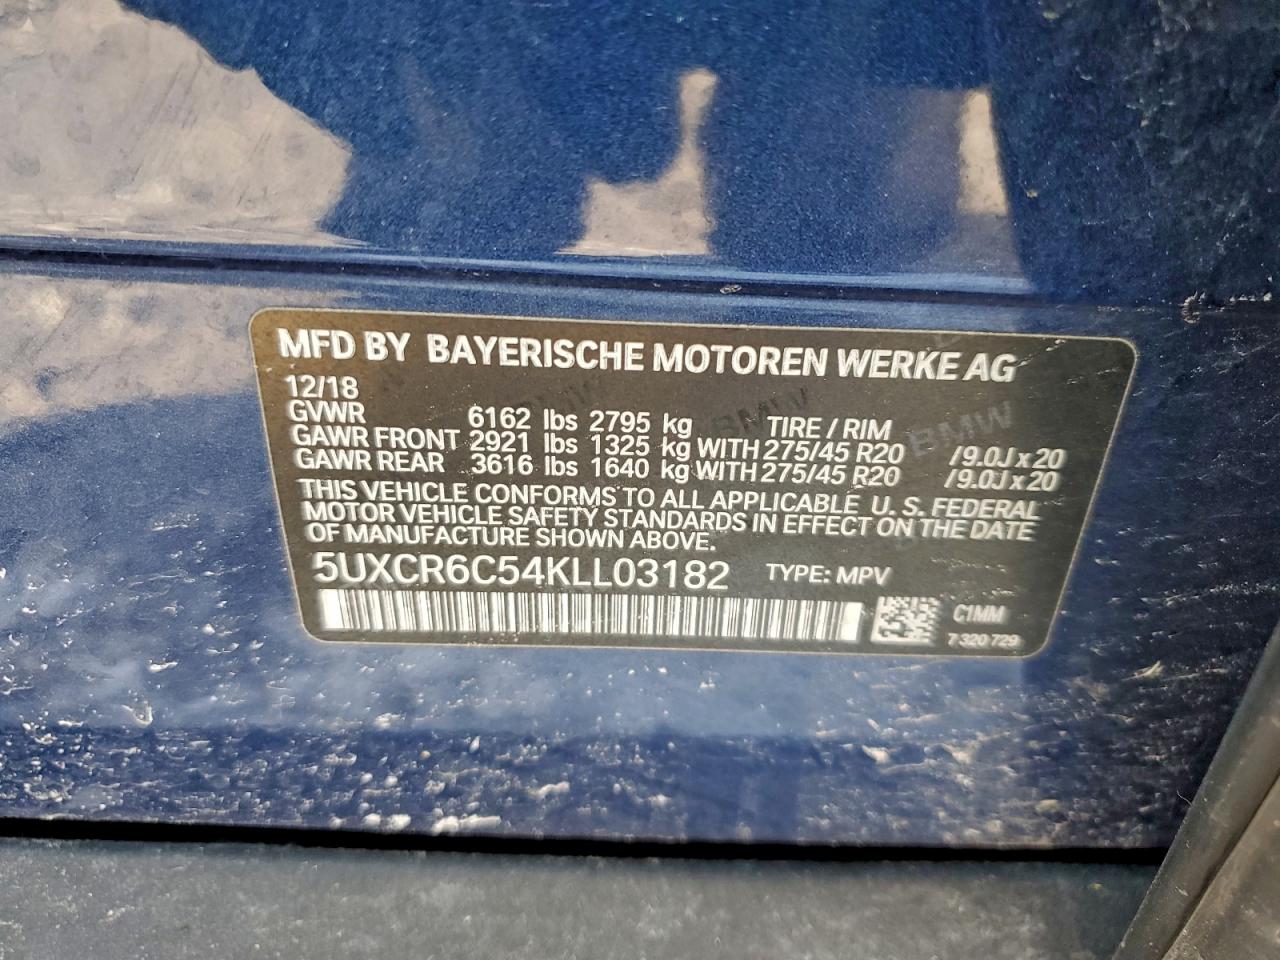 MFD BY BAYERISCHE MOTOREN WERKE AG
12/18
GVWR 6162 lbs 2795 kg TIRE / RIM
GAWR FRONT 2921 lbs 1325 kg WITH 275/45 R20 /9.0J x 20
GAWR REAR 3616 lbs 1640 kg WITH 275/45 R20 /9.0J x 20
THIS VEHICLE CONFORMS TO ALL APPLICABLE U. S. FEDERAL
MOTOR VEHICLE SAFETY STANDARDS IN EFFECT ON THE DATE
OF MANUFACTURE SHOWN ABOVE.
5UXCR6C54KLL03182 TYPE: MPV
C1MM
7 320 729